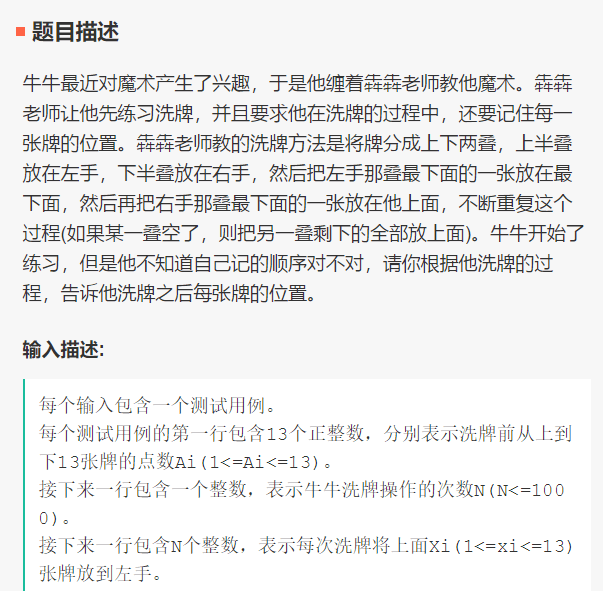 题目描述
牛牛最近对魔术产生了兴趣，于是他缠着犇犇老师教他魔术。犇犇
老师让他先练习洗牌，并且要求他在洗牌的过程中，还要记住每一
张牌的位置。犇犇老师教的洗牌方法是将牌分成上下两叠，上半叠
放在左手，下半叠放在右手，然后把左手那叠最下面的一张放在最
下面，然后再把右手那叠最下面的一张放在他上面，不断重复这个
过程(如果某一叠空了，则把另一叠剩下的全部放上面)。牛牛开始了
练习，但是他不知道自己记的顺序对不对，请你根据他洗牌的过
程，告诉他洗牌之后每张牌的位置。
输入描述:
每个输入包含一个测试用例。
每个测试用例的第一行包含13个正整数，分别表示洗牌前从上到
下13张牌的点数Ai(1<=Ai<=13)。
接下来一行包含一个整数，表示牛牛洗牌操作的次数N(N<=100
0)。
接下来一行包含N个整数，表示每次洗牌将上面Xi(1<=xi<=13)
张牌放到左手。